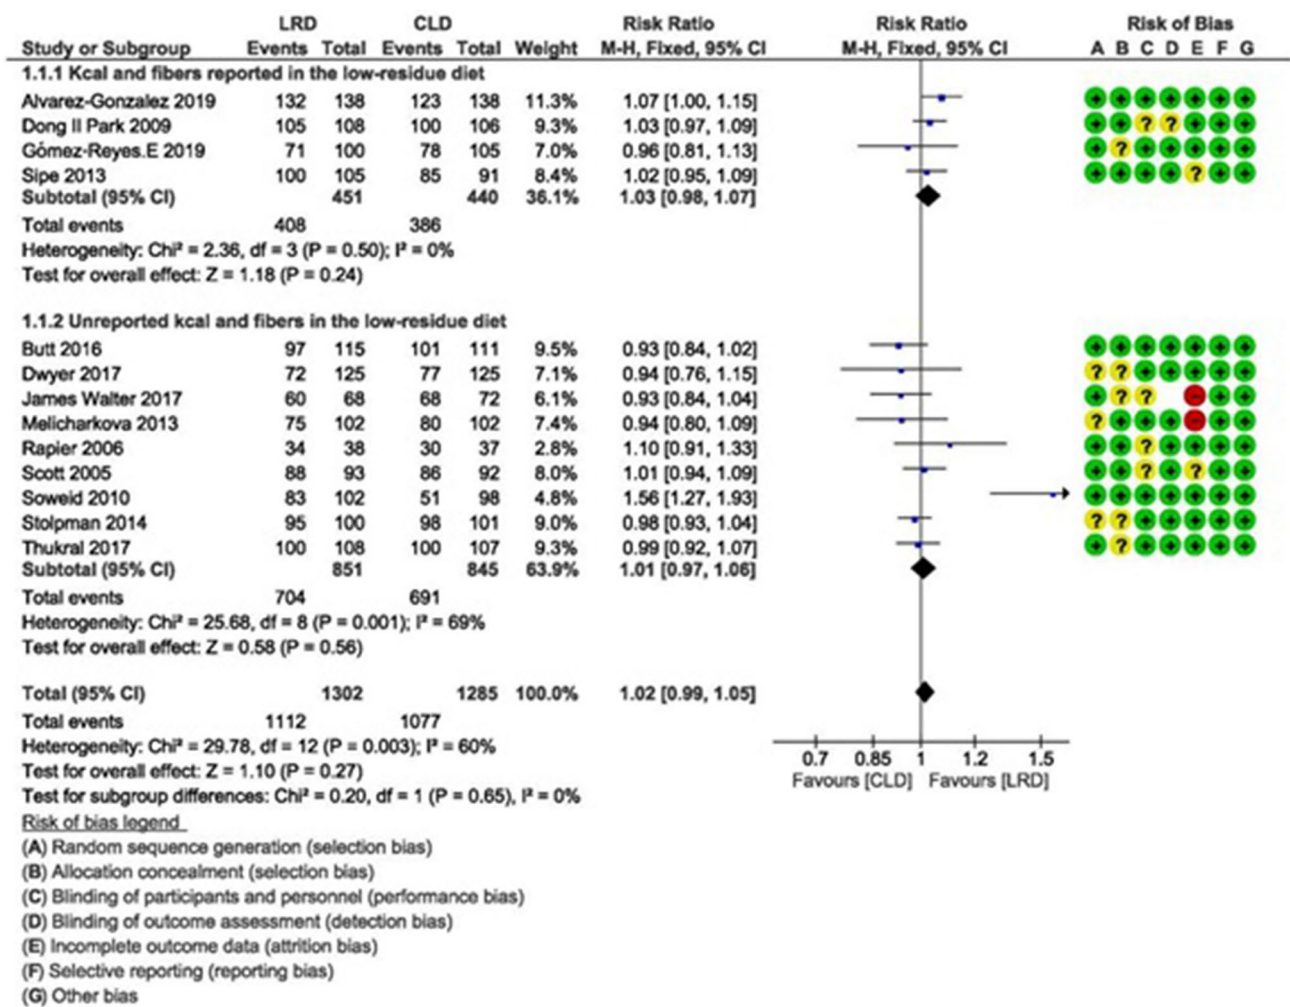 LRD CLD Risk Ratio Risk Ratio Risk of Bias
Study or Subgroup Events Total Events Total Weight M-H, Fixed, 95% CI M-H, Fixed, 95% CI A B C D E F G
1.1.1 Kcal and fibers reported in the low-residue diet
Alvarez-Gonzalez 2019 132 138 123 138 11.3% 1.07 [1.00, 1.15] + + + + + + +
Dong Il Park 2009 105 108 100 106 9.3% 1.03 [0.97, 1.09] + + ? ? + + +
Gómez-Reyes.E 2019 71 100 78 105 7.0% 0.96 [0.81, 1.13] + ? + + + + +
Sipe 2013 100 105 85 91 8.4% 1.02 [0.95, 1.09] + + + + ? + +
Subtotal (95% CI) 451 440 36.1% 1.03 [0.98, 1.07]
Total events 408 386
Heterogeneity: Chi² = 2.36, df = 3 (P = 0.50); I² = 0%
Test for overall effect: Z = 1.18 (P = 0.24)
1.1.2 Unreported kcal and fibers in the low-residue diet
Butt 2016 97 115 101 111 9.5% 0.93 [0.84, 1.02] + + + + + + +
Dwyer 2017 72 125 77 125 7.1% 0.94 [0.76, 1.15] ? ? + + + + +
James Walter 2017 60 68 68 72 6.1% 0.93 [0.84, 1.04] + ? ? - + +
Melicharkova 2013 75 102 80 102 7.4% 0.94 [0.80, 1.09] ? + + + - + +
Rapier 2006 34 38 30 37 2.8% 1.10 [0.91, 1.33] + + ? + + + +
Scott 2005 88 93 86 92 8.0% 1.01 [0.94, 1.09] + + ? + ? + +
Soweid 2010 83 102 51 98 4.8% 1.56 [1.27, 1.93] + + + + + + +
Stolpman 2014 95 100 98 101 9.0% 0.98 [0.93, 1.04] ? ? + + + + +
Thukral 2017 100 108 100 107 9.3% 0.99 [0.92, 1.07] + ? + + + + +
Subtotal (95% CI) 851 845 63.9% 1.01 [0.97, 1.06]
Total events 704 691
Heterogeneity: Chi² = 25.68, df = 8 (P = 0.001); I² = 69%
Test for overall effect: Z = 0.58 (P = 0.56)
Total (95% CI) 1302 1285 100.0% 1.02 [0.99, 1.05]
Total events 1112 1077
Heterogeneity: Chi² = 29.78, df = 12 (P = 0.003); I² = 60%
Test for overall effect: Z = 1.10 (P = 0.27)
Test for subgroup differences: Chi² = 0.20, df = 1 (P = 0.65), I² = 0%
0.7 0.85 1 1.2 1.5
Favours [CLD] Favours [LRD]
Risk of bias legend
(A) Random sequence generation (selection bias)
(B) Allocation concealment (selection bias)
(C) Blinding of participants and personnel (performance bias)
(D) Blinding of outcome assessment (detection bias)
(E) Incomplete outcome data (attrition bias)
(F) Selective reporting (reporting bias)
(G) Other bias